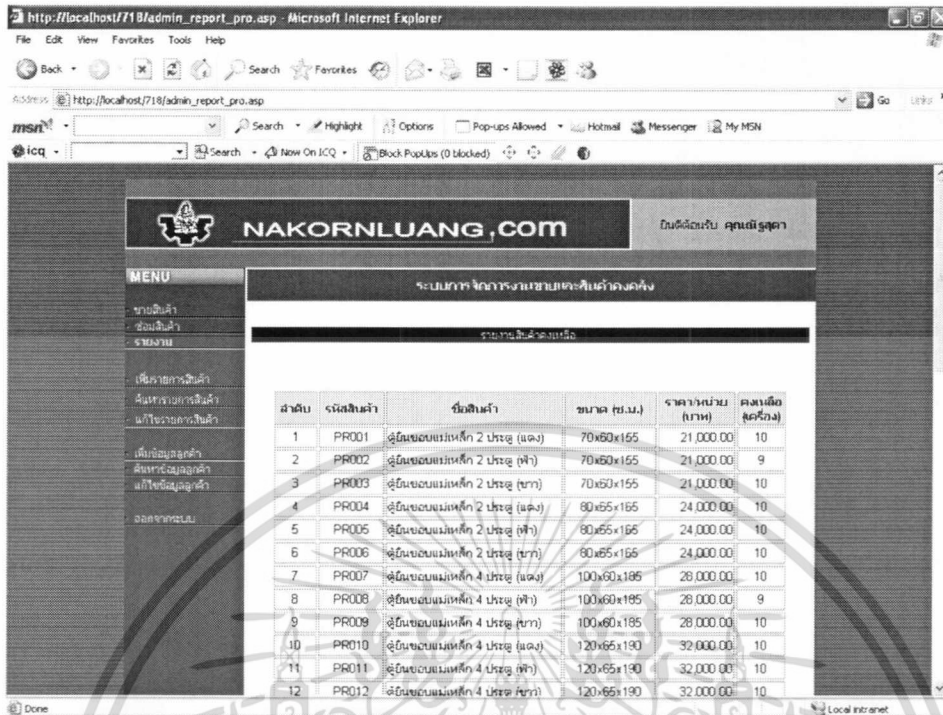 http://localhost/718/admin_report_pro.asp - Microsoft Internet Explorer
File Edit View Favorites Tools Help
Back Search Favorites
Address http://localhost/718/admin_report_pro.asp Go Links
msn Search Highlight Options Pop-ups Allowed Hotmail Messenger My MSN
icq Search Now On ICQ Block PopUps (0 blocked)
NAKORNLUANG.com
ยินดีต้อนรับ คุณณัฐสุดา
MENU
ระบบการจัดการงานขายและสินค้าคงคลัง
ขายสินค้า
ซ่อมสินค้า
รายงาน
เพิ่มรายการสินค้า
ค้นหารายการสินค้า
แก้ไขรายการสินค้า
เพิ่มข้อมูลลูกค้า
ค้นหาข้อมูลลูกค้า
แก้ไขข้อมูลลูกค้า
ออกจากระบบ
รายงานสินค้าคงเหลือ
ลำดับ รหัสสินค้า ชื่อสินค้า ขนาด (ซ.ม.) ราคา/หน่วย (บาท) คงเหลือ (เครื่อง)
1 PR001 ตู้ยืนขอบแม่เหล็ก 2 ประตู (แดง) 70x60x155 21,000.00 10
2 PR002 ตู้ยืนขอบแม่เหล็ก 2 ประตู (ฟ้า) 70x60x155 21,000.00 9
3 PR003 ตู้ยืนขอบแม่เหล็ก 2 ประตู (ขาว) 70x60x155 21,000.00 10
4 PR004 ตู้ยืนขอบแม่เหล็ก 2 ประตู (แดง) 80x65x165 24,000.00 10
5 PR005 ตู้ยืนขอบแม่เหล็ก 2 ประตู (ฟ้า) 80x65x165 24,000.00 10
6 PR006 ตู้ยืนขอบแม่เหล็ก 2 ประตู (ขาว) 80x65x165 24,000.00 10
7 PR007 ตู้ยืนขอบแม่เหล็ก 4 ประตู (แดง) 100x60x185 28,000.00 10
8 PR008 ตู้ยืนขอบแม่เหล็ก 4 ประตู (ฟ้า) 100x60x185 28,000.00 9
9 PR009 ตู้ยืนขอบแม่เหล็ก 4 ประตู (ขาว) 100x60x185 28,000.00 10
10 PR010 ตู้ยืนขอบแม่เหล็ก 4 ประตู (แดง) 120x65x190 32,000.00 10
11 PR011 ตู้ยืนขอบแม่เหล็ก 4 ประตู (ฟ้า) 120x65x190 32,000.00 10
12 PR012 ตู้ยืนขอบแม่เหล็ก 4 ประตู (ขาว) 120x65x190 32,000.00 10
Done Local intranet